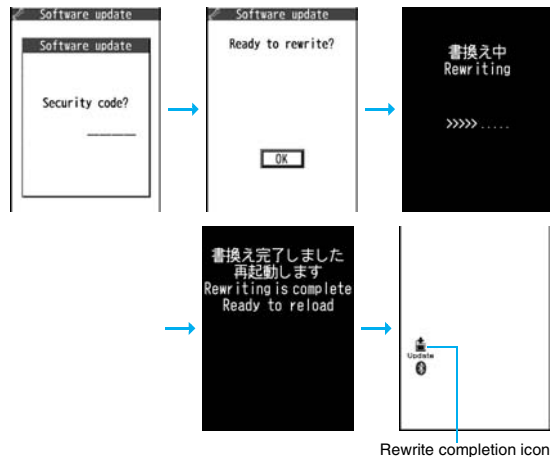 Software update
Software update
Security code?
Software update
Ready to rewrite?
OK
書換え中
Rewriting
>>>>>.....
書換え完了しました
再起動します
Rewriting is complete
Ready to reload
Update
Rewrite completion icon